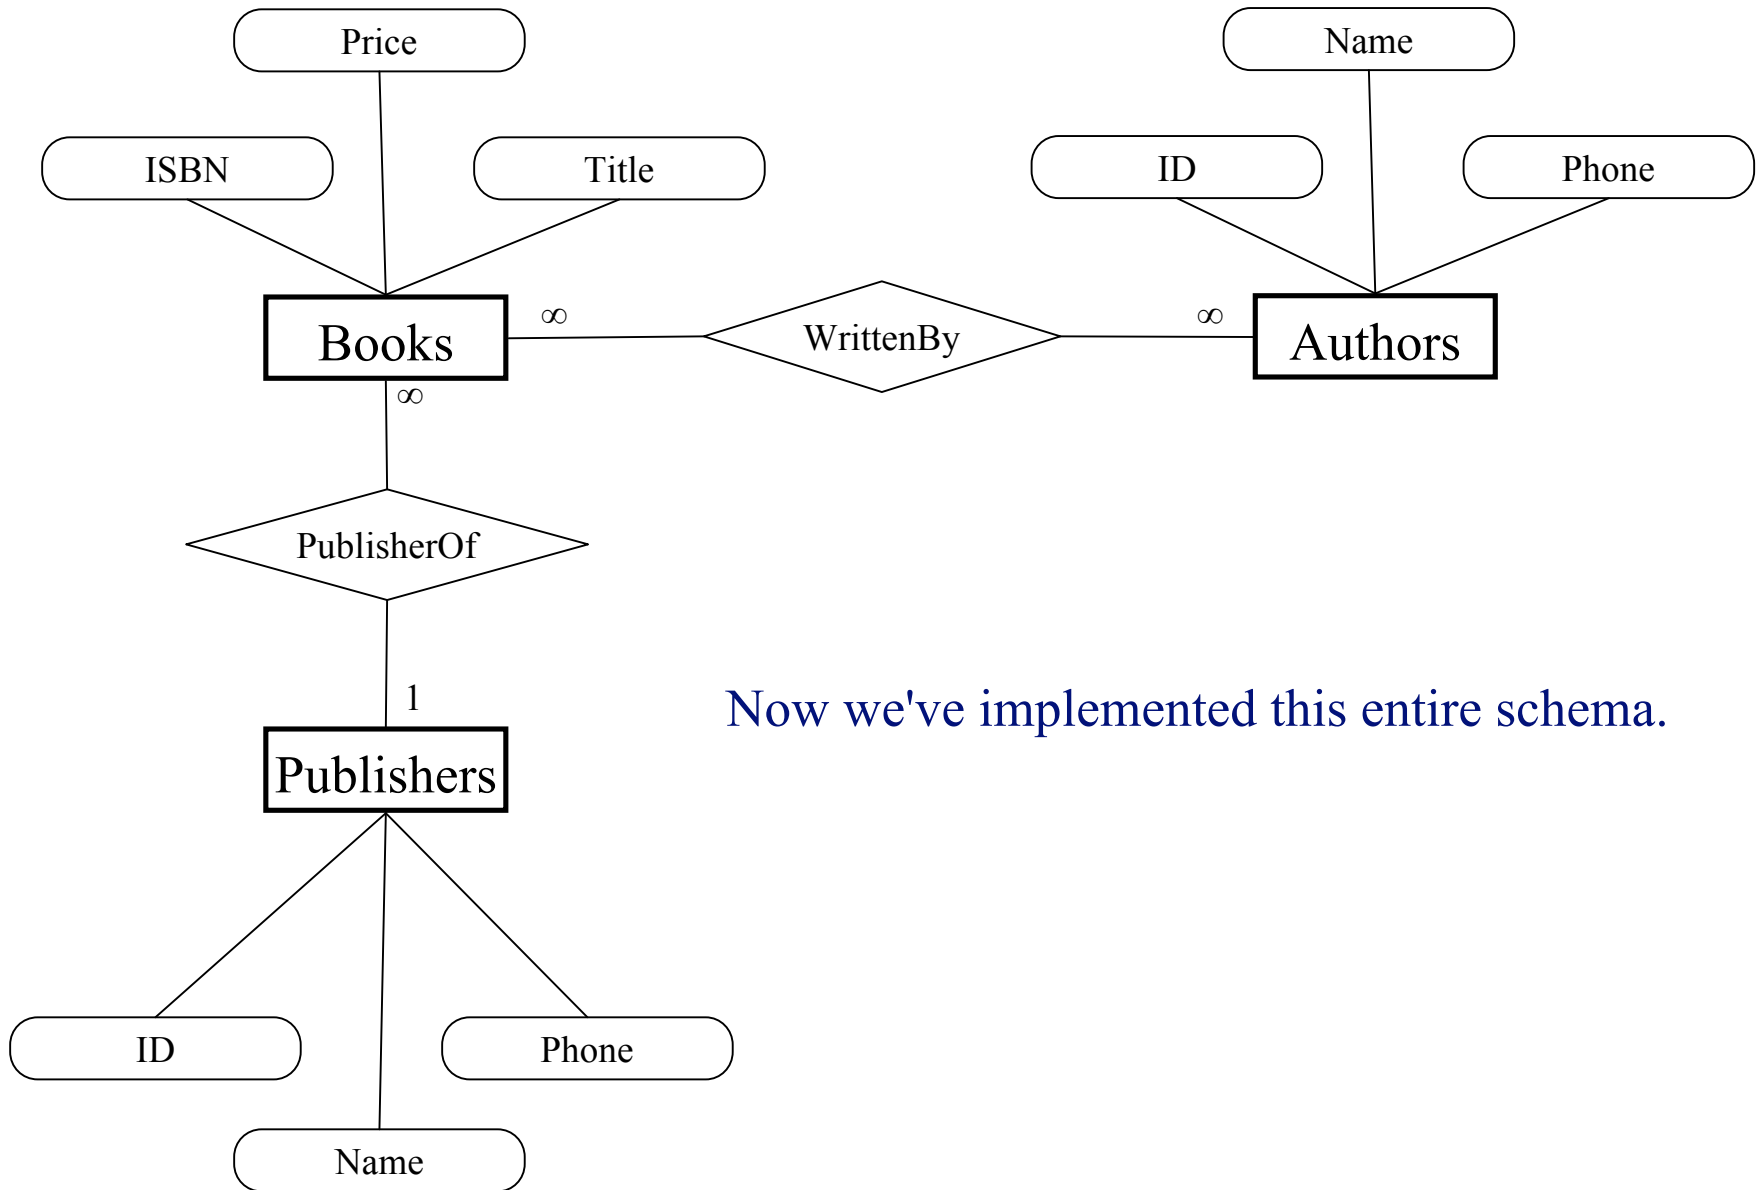 Price
Name
ISBN
Title
ID
Phone
∞
∞
Books
WrittenBy
Authors
∞
PublisherOf
1
Now we've implemented this entire schema.
Publishers
ID
Phone
Name